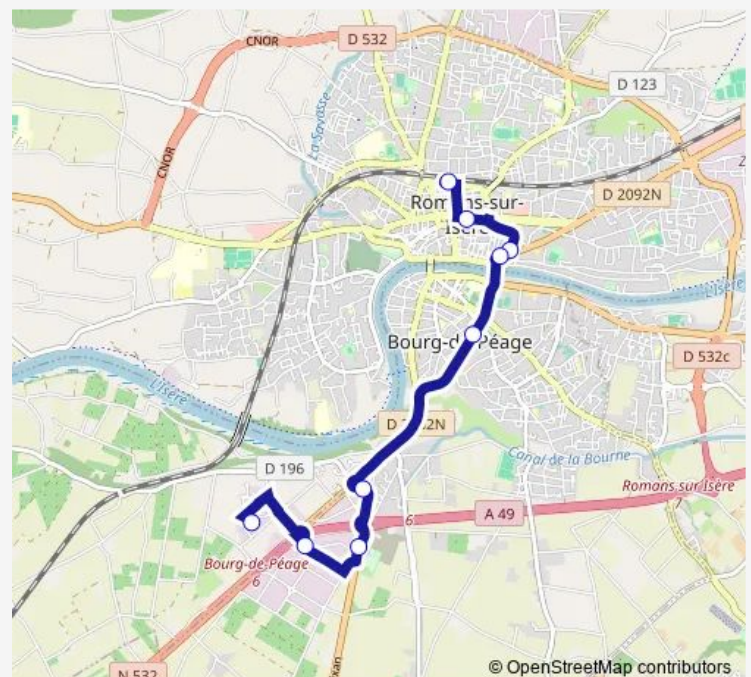 CNOR
D 532
D 123
La Savasse
CNOR
D 2092N
Romans-sur-
Isère
L'Isère
Bourg-de-Péage
D 532c
L'Isère
D 196
Canal de la Bourne
Romans sur Isère
7
A 49
6
Bourg-de-Péage
6
N 532
© OpenStreetMap contributors